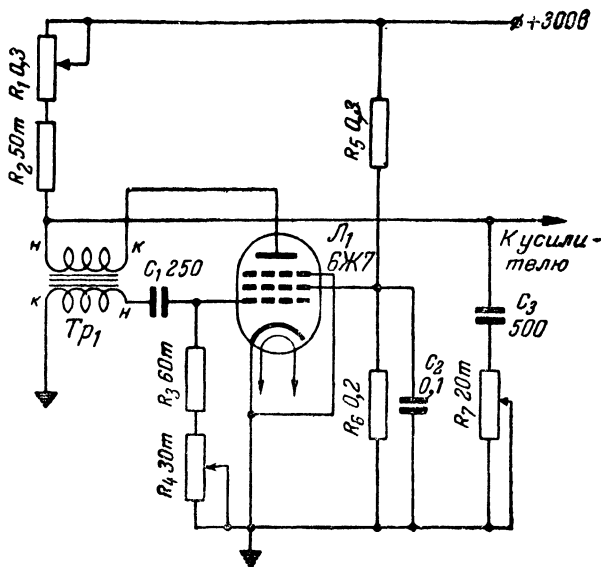 +300в
R₁ 0,3
R₂ 50т
R₅ 0,3
н
к
Л₁
6Ж7
К усили-
телю
C₁ 250
к
н
Тр₁
C₃
500
R₃ 60т
C₂
0,1
R₆ 0,2
R₇ 20т
R₄ 30т